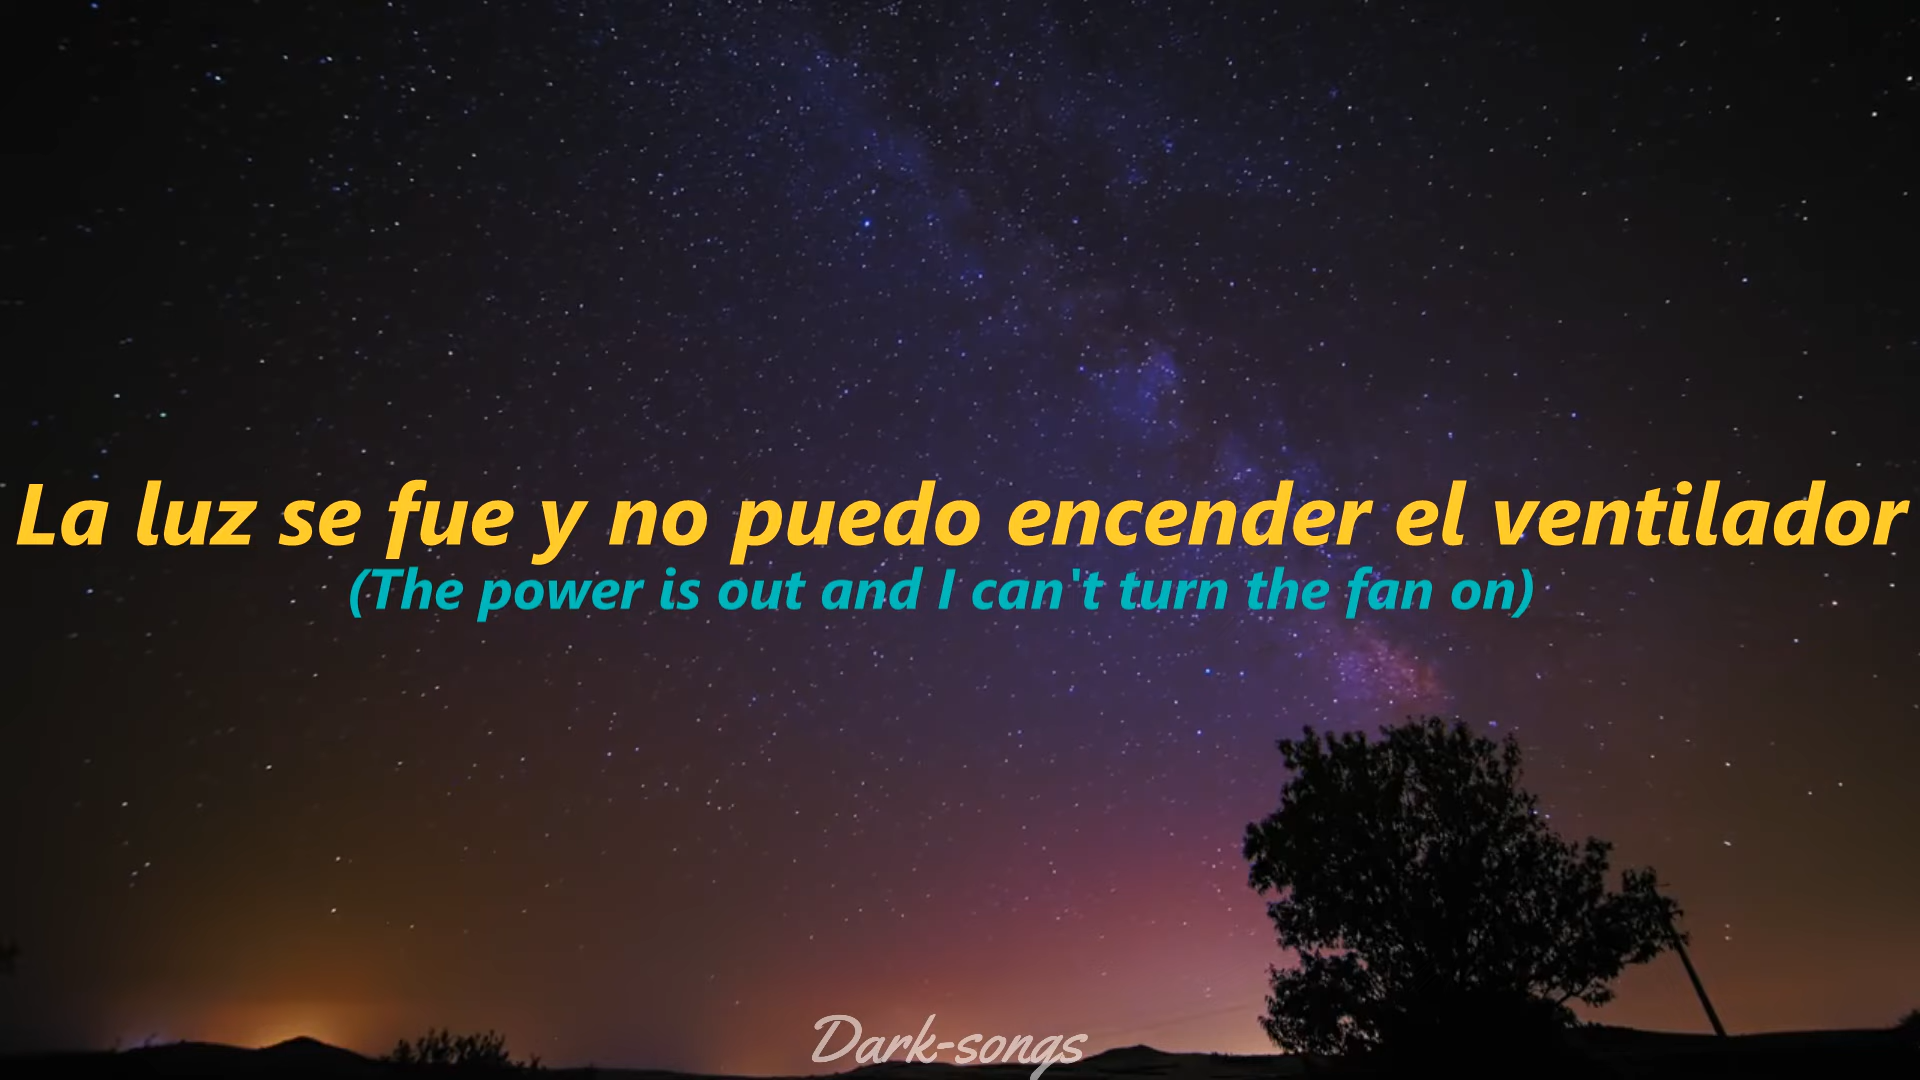 La luz se fue y no puedo encender el ventilador
(The power is out and I can't turn the fan on)
Dark-songs